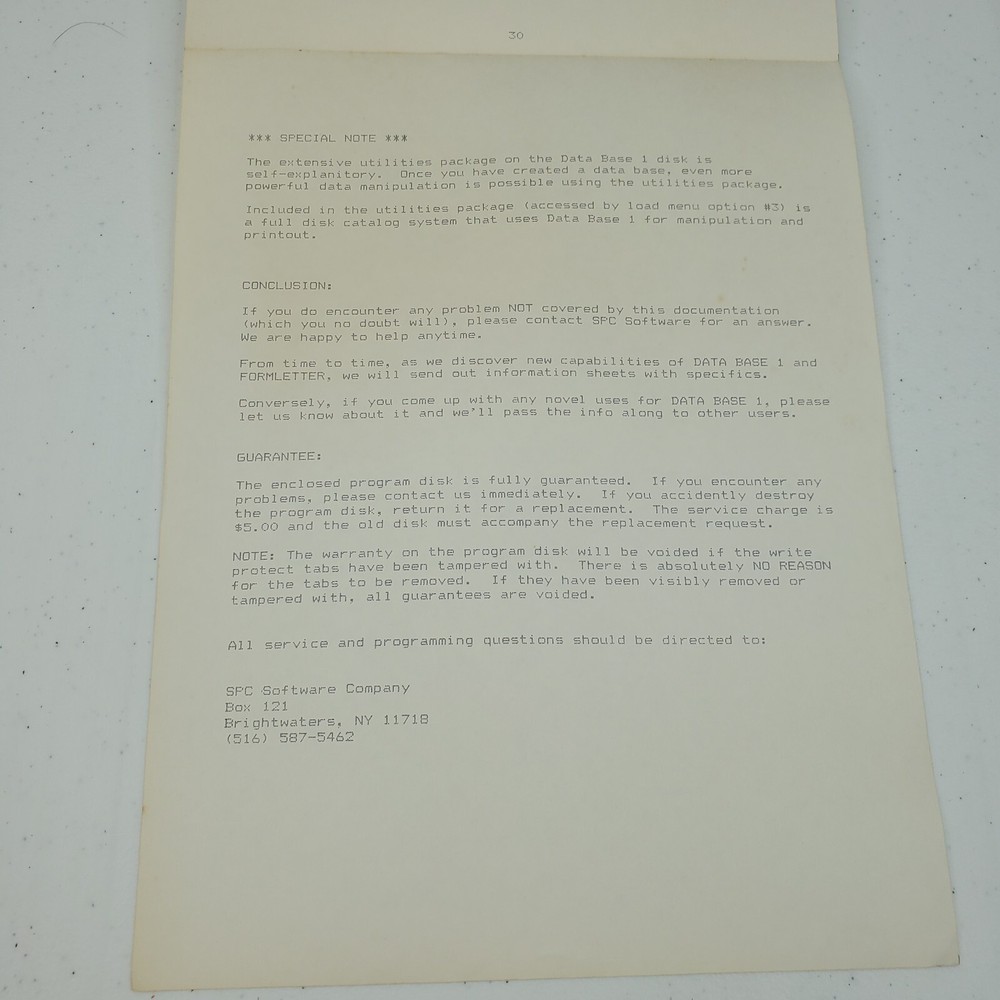 30
*** SPECIAL NOTE ***
The extensive utilities package on the Data Base 1 disk is
self-explanitory.  Once you have created a data base, even more
powerful data manipulation is possible using the utilities package.
Included in the utilities package (accessed by load menu option #3) is
a full disk catalog system that uses Data Base 1 for manipulation and
printout.
CONCLUSION:
If you do encounter any problem NOT covered by this documentation
(which you no doubt will), please contact SPC Software for an answer.
We are happy to help anytime.
From time to time, as we discover new capabilities of DATA BASE 1 and
FORMLETTER, we will send out information sheets with specifics.
Conversely, if you come up with any novel uses for DATA BASE 1, please
let us know about it and we'll pass the info along to other users.
GUARANTEE:
The enclosed program disk is fully guaranteed.  If you encounter any
problems, please contact us immediately.  If you accidently destroy
the program disk, return it for a replacement.  The service charge is
$5.00 and the old disk must accompany the replacement request.
NOTE: The warranty on the program disk will be voided if the write
protect tabs have been tampered with.  There is absolutely NO REASON
for the tabs to be removed.  If they have been visibly removed or
tampered with, all guarantees are voided.
All service and programming questions should be directed to:
SPC Software Company
Box 121
Brightwaters, NY 11718
(516) 587-5462